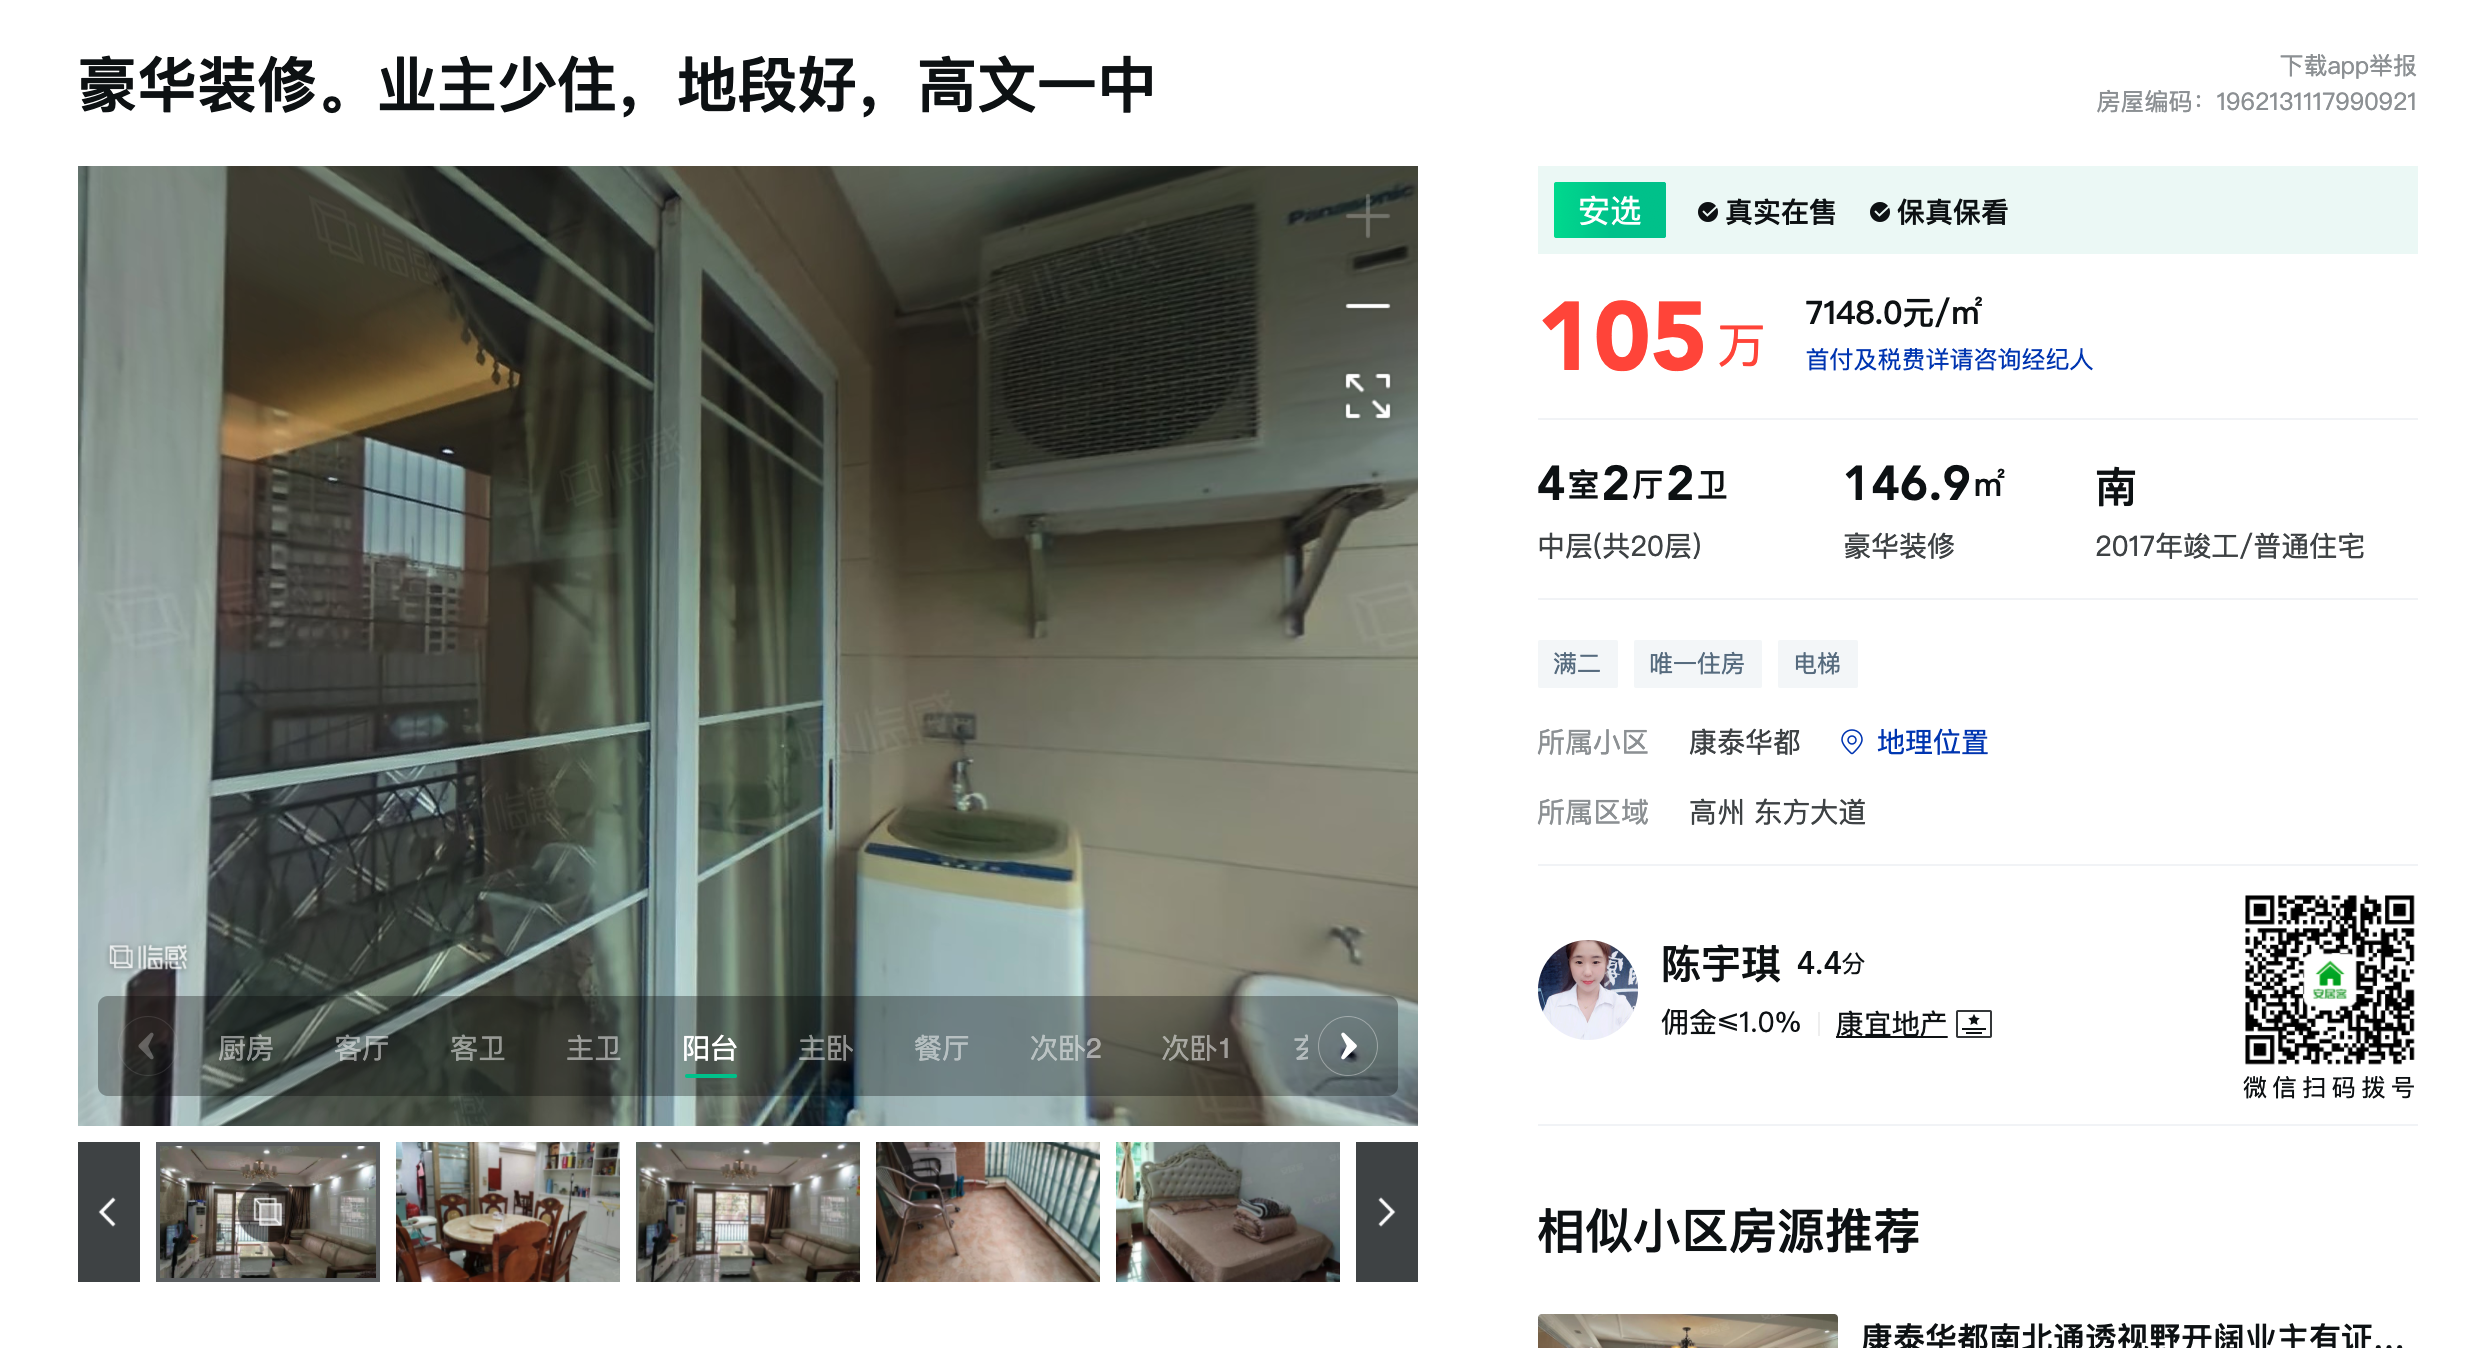 豪华装修。业主少住，地段好，高文一中
下载app举报
房屋编码：1962131117990921
Panasonic
安选 真实在售 保真保看
105万 7148.0元/㎡
首付及税费详请咨询经纪人
4室2厅2卫 146.9㎡ 南
中层(共20层) 豪华装修 2017年竣工/普通住宅
满二 唯一住房 电梯
所属小区 康泰华都 地理位置
所属区域 高州 东方大道
陈宇琪 4.4分
佣金≤1.0% 康宜地产
安居客
微信扫码拨号
临感
厨房 客厅 客卫 主卫 阳台 主卧 餐厅 次卧2 次卧1
相似小区房源推荐
康泰华都南北通透视野开阔业主有证...